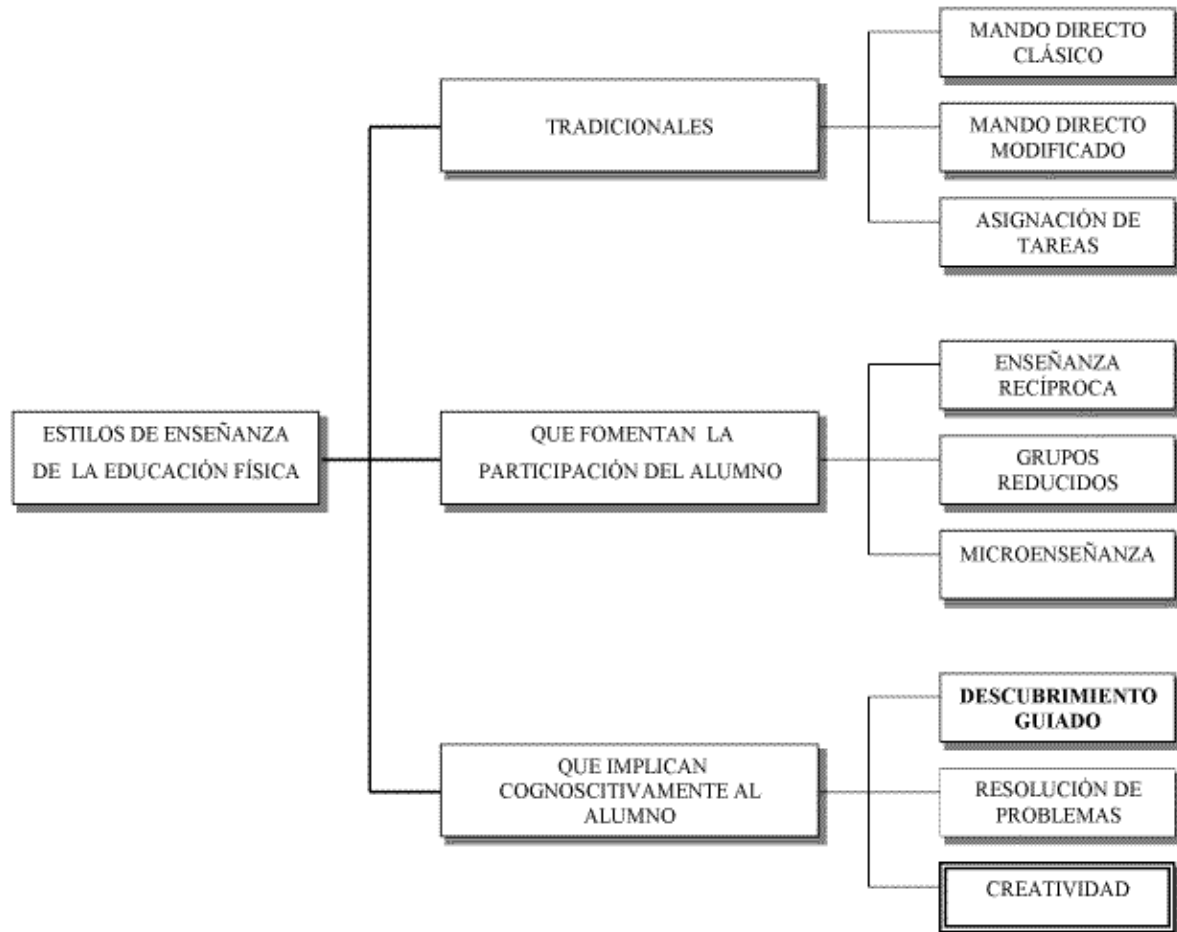 MANDO DIRECTO
CLÁSICO
TRADICIONALES
MANDO DIRECTO
MODIFICADO
ASIGNACIÓN DE
TAREAS
ENSEÑANZA
RECÍPROCA
ESTILOS DE ENSEÑANZA
DE LA EDUCACIÓN FÍSICA
QUE FOMENTAN LA
PARTICIPACIÓN DEL ALUMNO
GRUPOS
REDUCIDOS
MICROENSEÑANZA
DESCUBRIMIENTO
GUIADO
QUE IMPLICAN
COGNOSCITIVAMENTE AL
ALUMNO
RESOLUCIÓN DE
PROBLEMAS
CREATIVIDAD